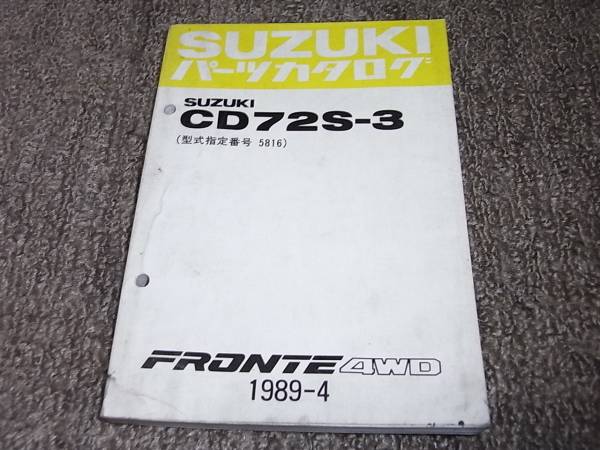 SUZUKI
パーツカタログ
SUZUKI
CD72S-3
(型式指定番号 5816)
FRONTE 4WD
1989-4